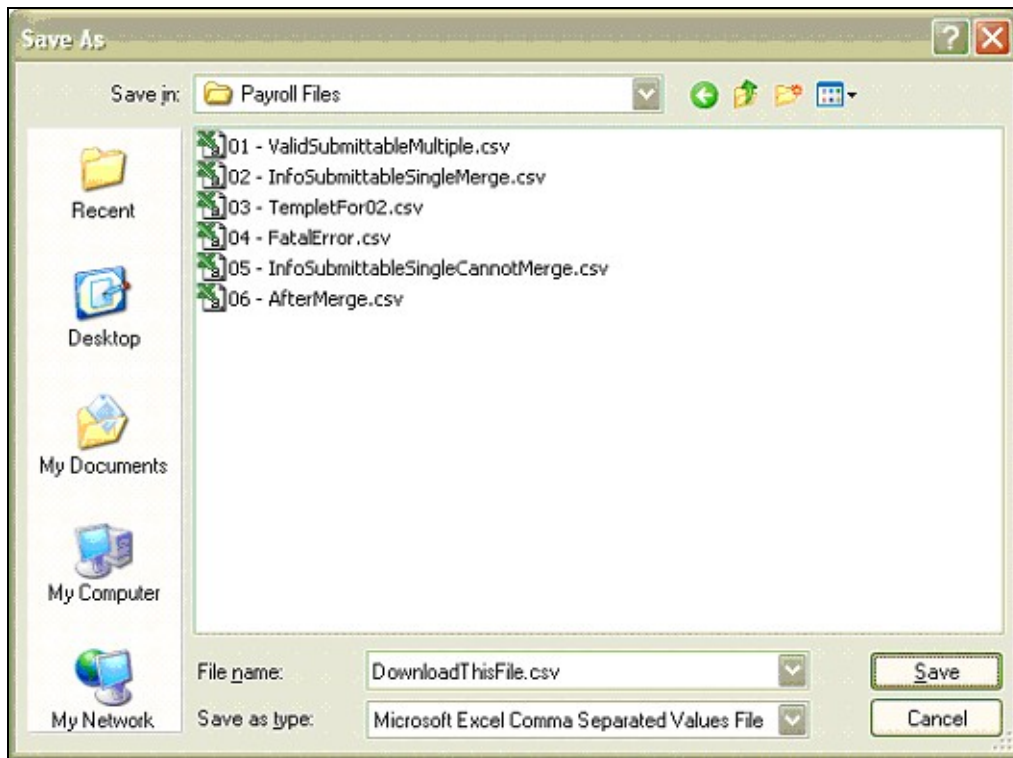 Save As
Save in: Payroll Files
01 - ValidSubmittableMultiple.csv
02 - InfoSubmittableSingleMerge.csv
03 - TempletFor02.csv
04 - FatalError.csv
05 - InfoSubmittableSingleCannotMerge.csv
06 - AfterMerge.csv
Recent
Desktop
My Documents
My Computer
My Network
File name: DownloadThisFile.csv Save
Save as type: Microsoft Excel Comma Separated Values File Cancel